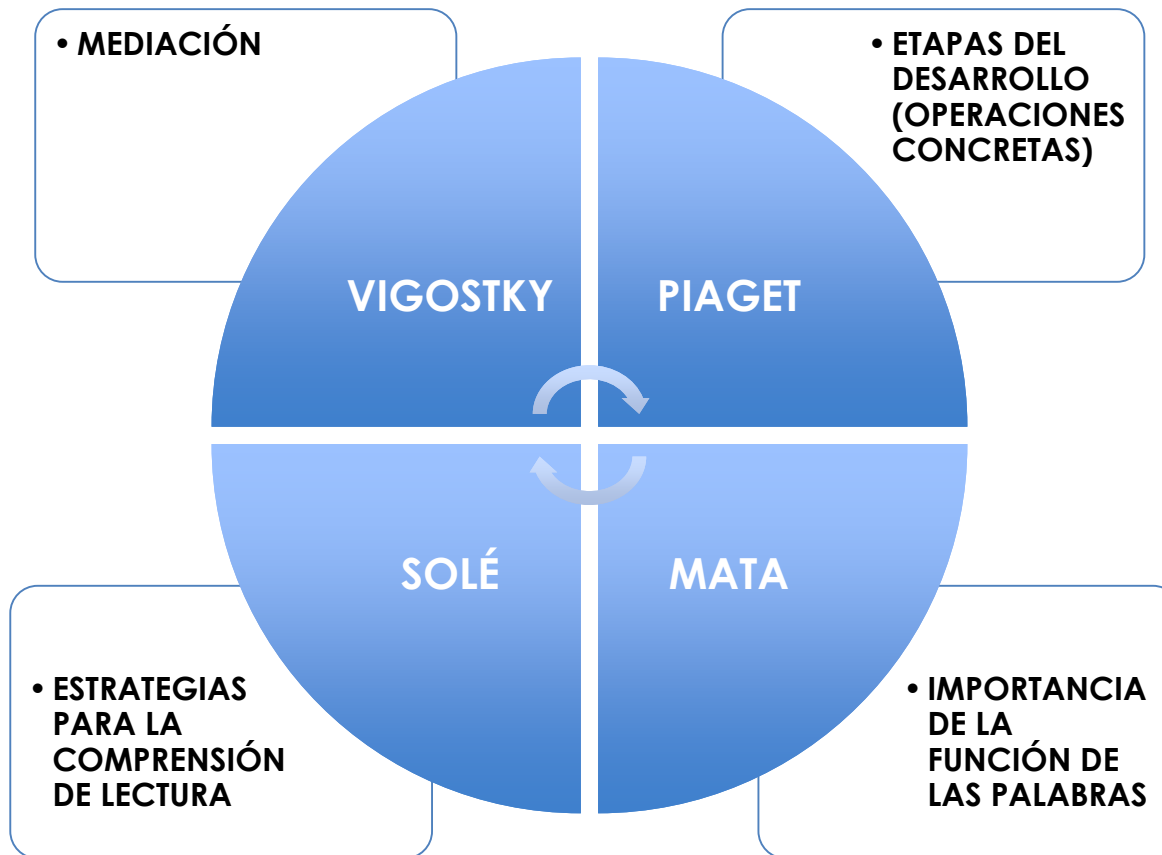 • MEDIACIÓN
• ETAPAS DEL
DESARROLLO
(OPERACIONES
CONCRETAS)
VIGOSTKY
PIAGET
SOLÉ
MATA
• ESTRATEGIAS
PARA LA
COMPRENSIÓN
DE LECTURA
• IMPORTANCIA
DE LA
FUNCIÓN DE
LAS PALABRAS